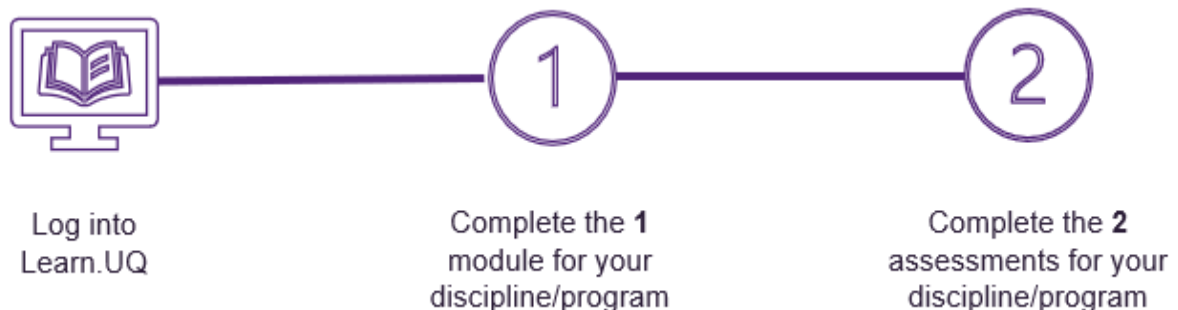 1
2
Log into
Learn.UQ
Complete the 1
module for your
discipline/program
Complete the 2
assessments for your
discipline/program